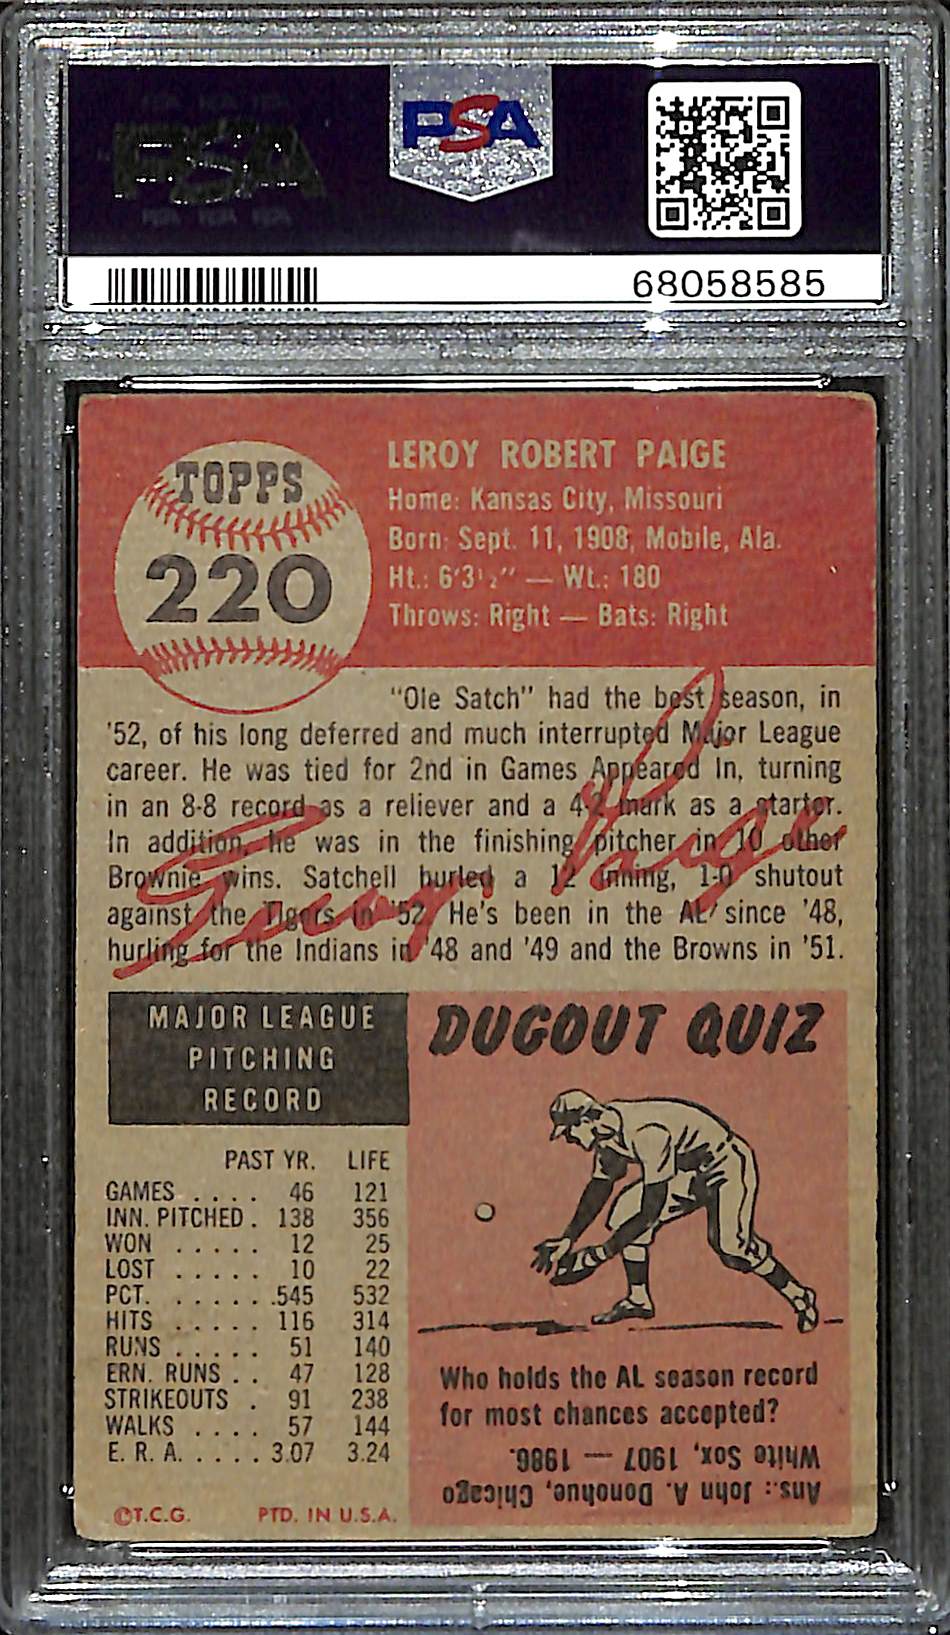 PSA
PSA
68058585
TOPPS
220
LEROY ROBERT PAIGE
Home: Kansas City, Missouri
Born: Sept. 11, 1908, Mobile, Ala.
Ht.: 6'3½" — Wt.: 180
Throws: Right — Bats: Right
"Ole Satch" had the best season, in
'52, of his long deferred and much interrupted Major League
career. He was tied for 2nd in Games Appeared In, turning
in an 8-8 record as a reliever and a 4-2 mark as a starter.
In addition, he was in the finishing pitcher in 10 other
Brownie wins. Satchell hurled a 12 inning, 1-0 shutout
against the Tigers in '52. He's been in the AL since '48,
hurling for the Indians in '48 and '49 and the Browns in '51.
Leroy Paige
MAJOR LEAGUE
PITCHING
RECORD
PAST YR. LIFE
GAMES .... 46 121
INN. PITCHED . 138 356
WON ..... 12 25
LOST ..... 10 22
PCT. ...... .545 532
HITS ..... 116 314
RUNS ..... 51 140
ERN. RUNS .. 47 128
STRIKEOUTS . 91 238
WALKS .... 57 144
E. R. A. ..... 3.07 3.24
©T.C.G. PTD. IN U.S.A.
DUGOUT QUIZ
Who holds the AL season record
for most chances accepted?
Ans.: John A. Donohue, Chicago
White Sox, 1907 — 1986.